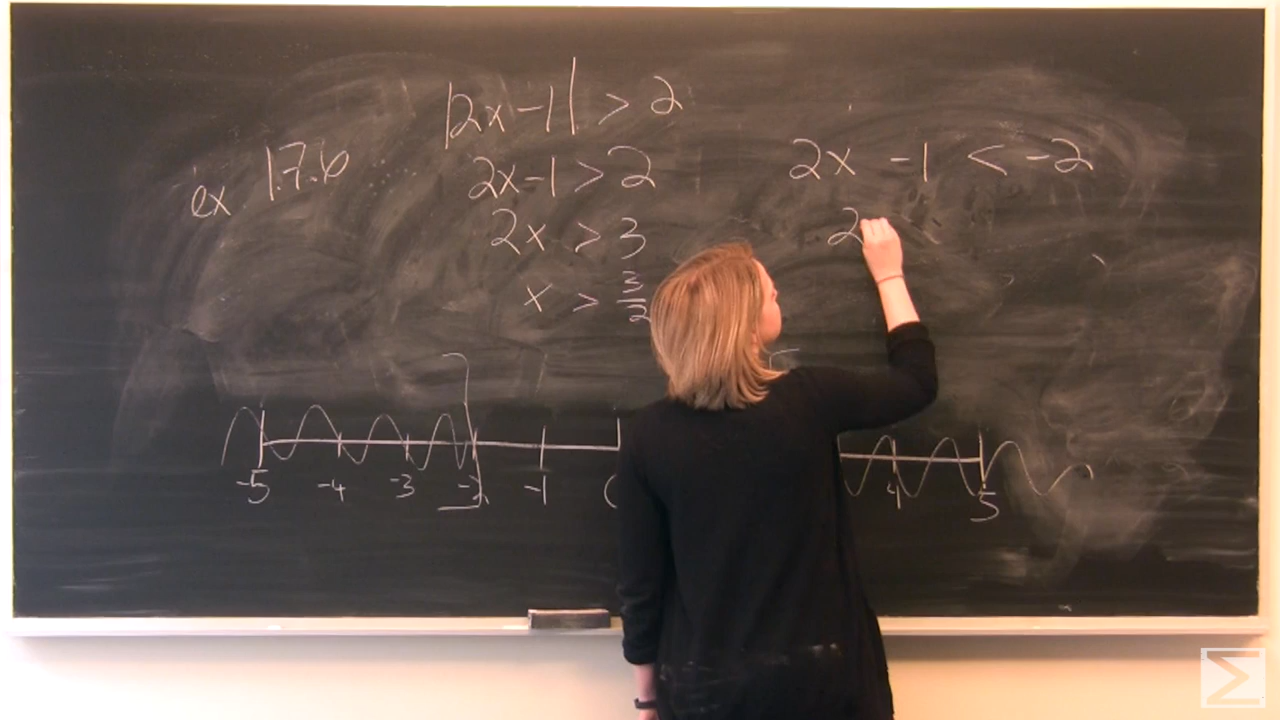 |2x-1| > 2
ex 1.7.6
2x-1 > 2
2x -1 < -2
2x > 3
2
x > 3/2
-5 -4 -3 -2 -1 4 5
Σ